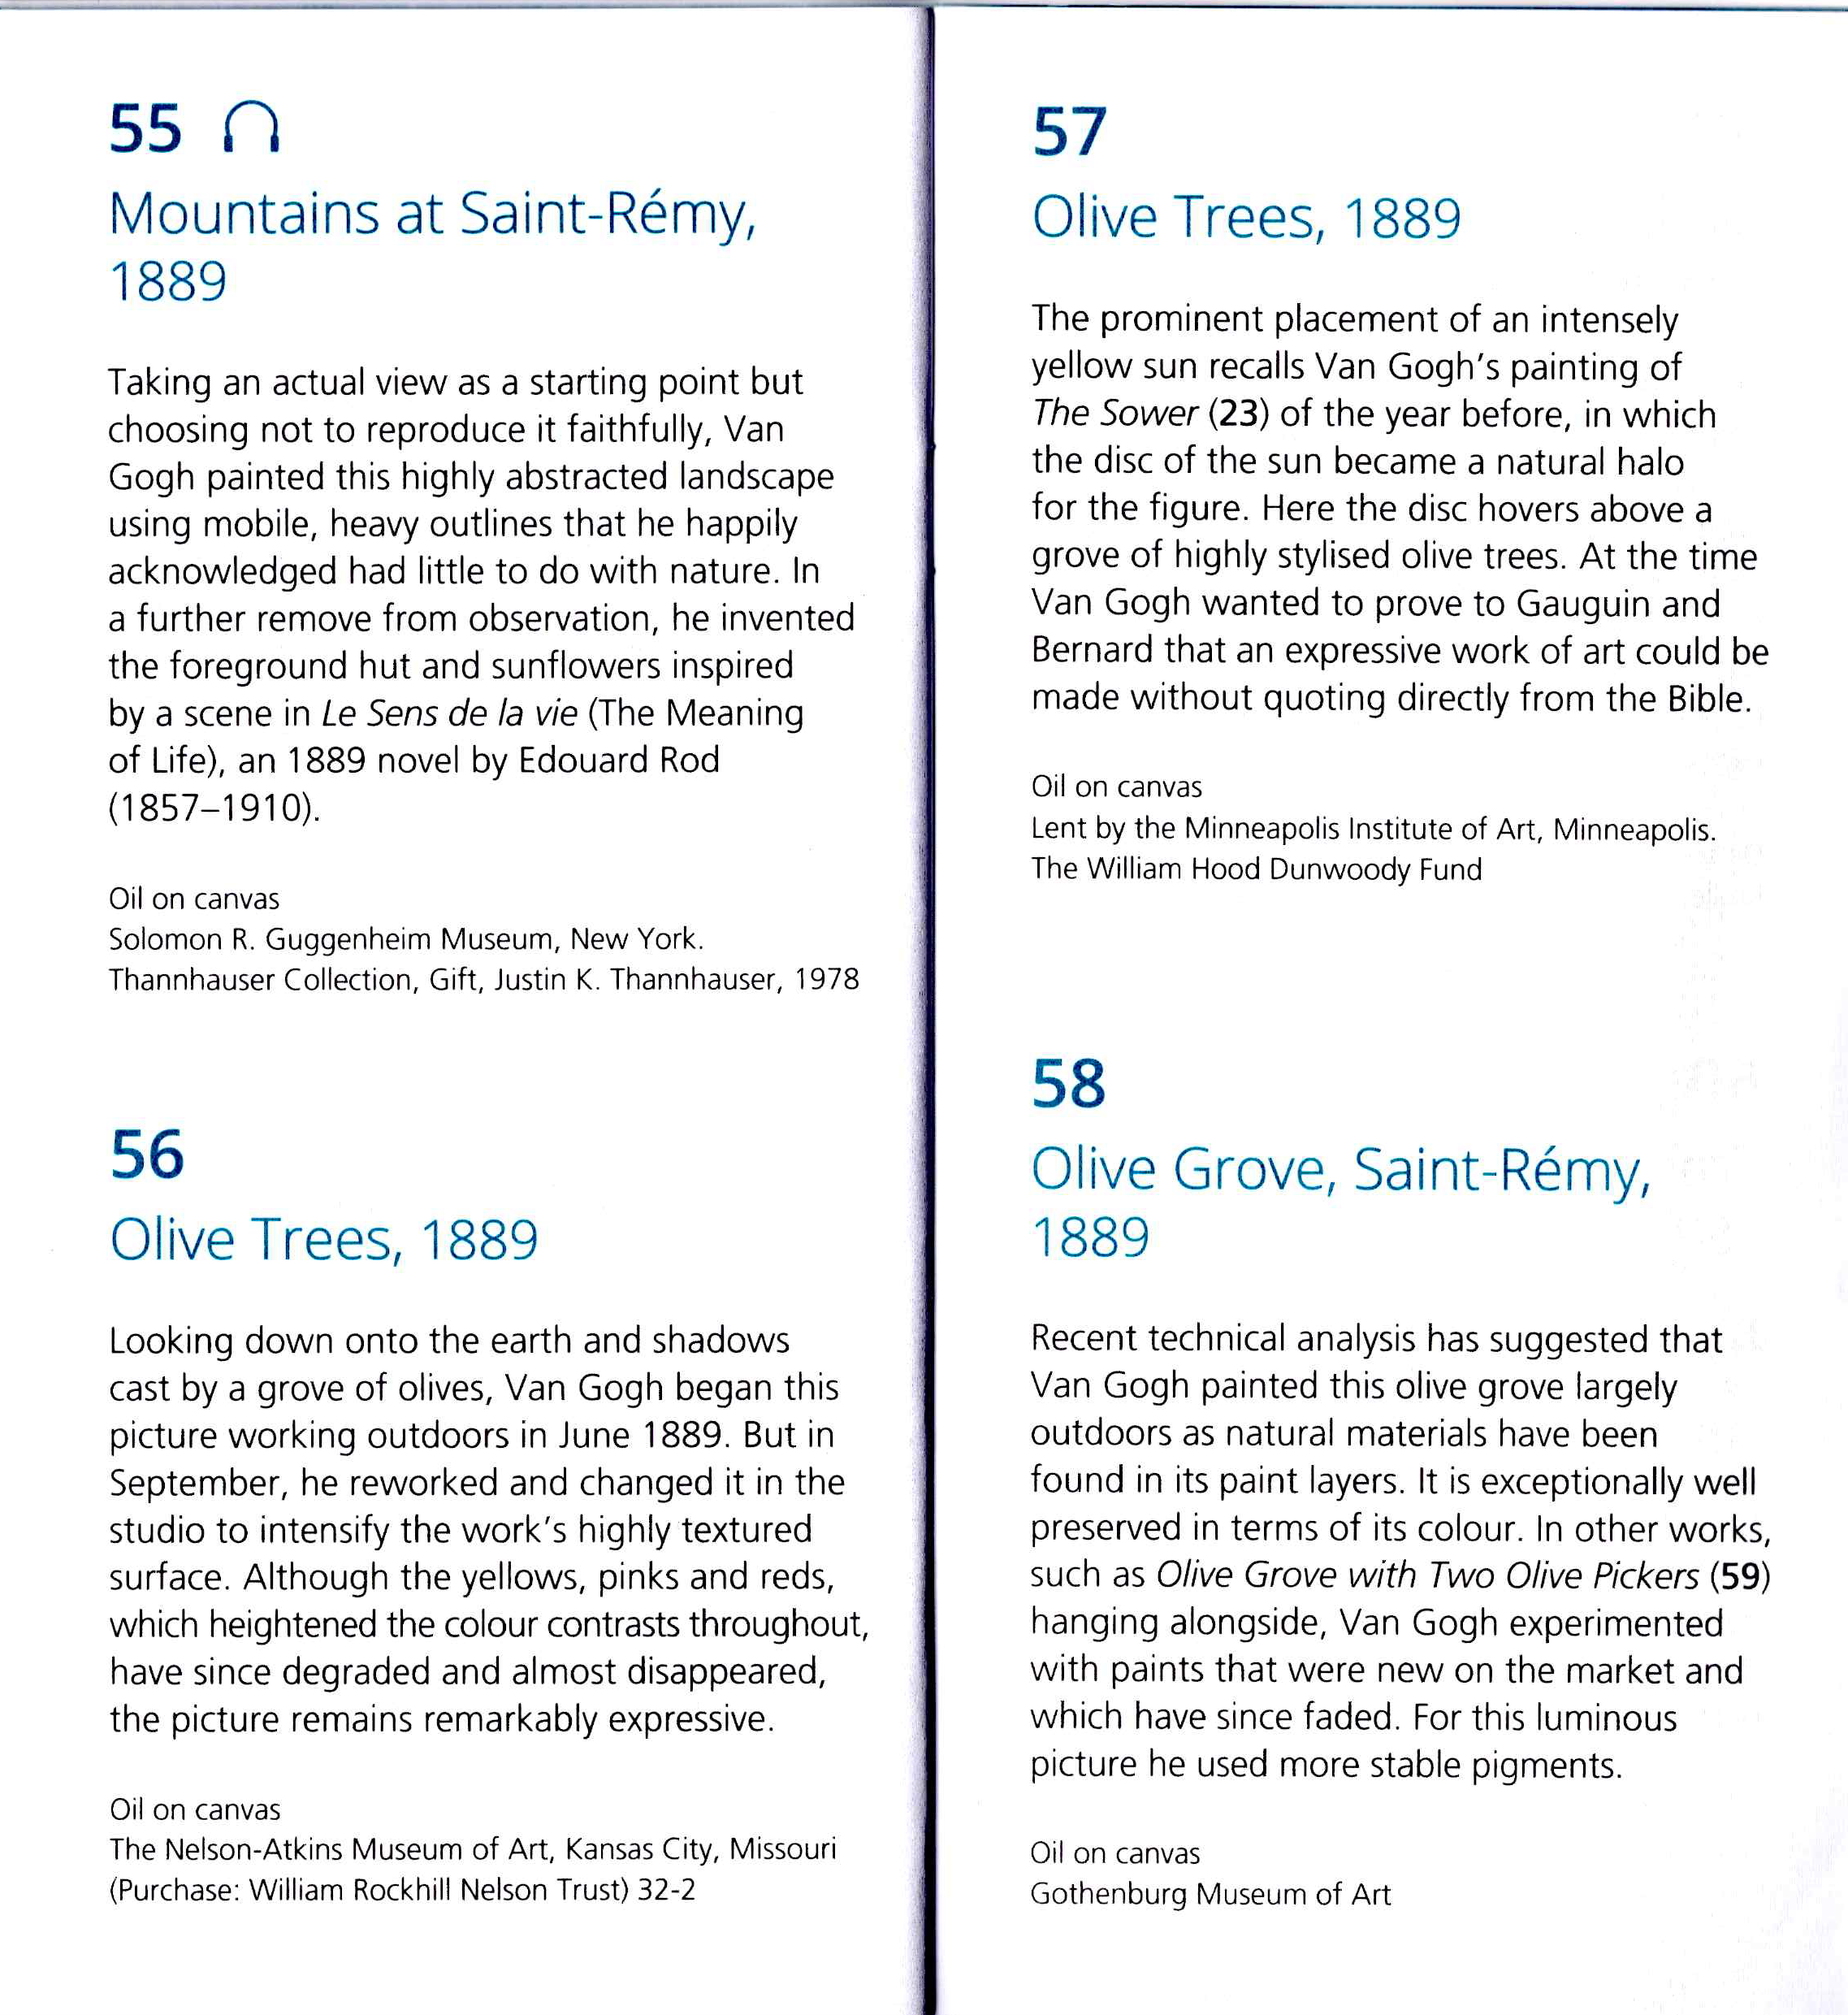 55
Mountains at Saint-Rémy,
1889
Taking an actual view as a starting point but
choosing not to reproduce it faithfully, Van
Gogh painted this highly abstracted landscape
using mobile, heavy outlines that he happily
acknowledged had little to do with nature. In
a further remove from observation, he invented
the foreground hut and sunflowers inspired
by a scene in Le Sens de la vie (The Meaning
of Life), an 1889 novel by Edouard Rod
(1857–1910).
Oil on canvas
Solomon R. Guggenheim Museum, New York.
Thannhauser Collection, Gift, Justin K. Thannhauser, 1978
56
Olive Trees, 1889
Looking down onto the earth and shadows
cast by a grove of olives, Van Gogh began this
picture working outdoors in June 1889. But in
September, he reworked and changed it in the
studio to intensify the work's highly textured
surface. Although the yellows, pinks and reds,
which heightened the colour contrasts throughout,
have since degraded and almost disappeared,
the picture remains remarkably expressive.
Oil on canvas
The Nelson-Atkins Museum of Art, Kansas City, Missouri
(Purchase: William Rockhill Nelson Trust) 32-2
57
Olive Trees, 1889
The prominent placement of an intensely
yellow sun recalls Van Gogh's painting of
The Sower (23) of the year before, in which
the disc of the sun became a natural halo
for the figure. Here the disc hovers above a
grove of highly stylised olive trees. At the time
Van Gogh wanted to prove to Gauguin and
Bernard that an expressive work of art could be
made without quoting directly from the Bible.
Oil on canvas
Lent by the Minneapolis Institute of Art, Minneapolis.
The William Hood Dunwoody Fund
58
Olive Grove, Saint-Rémy,
1889
Recent technical analysis has suggested that
Van Gogh painted this olive grove largely
outdoors as natural materials have been
found in its paint layers. It is exceptionally well
preserved in terms of its colour. In other works,
such as Olive Grove with Two Olive Pickers (59)
hanging alongside, Van Gogh experimented
with paints that were new on the market and
which have since faded. For this luminous
picture he used more stable pigments.
Oil on canvas
Gothenburg Museum of Art